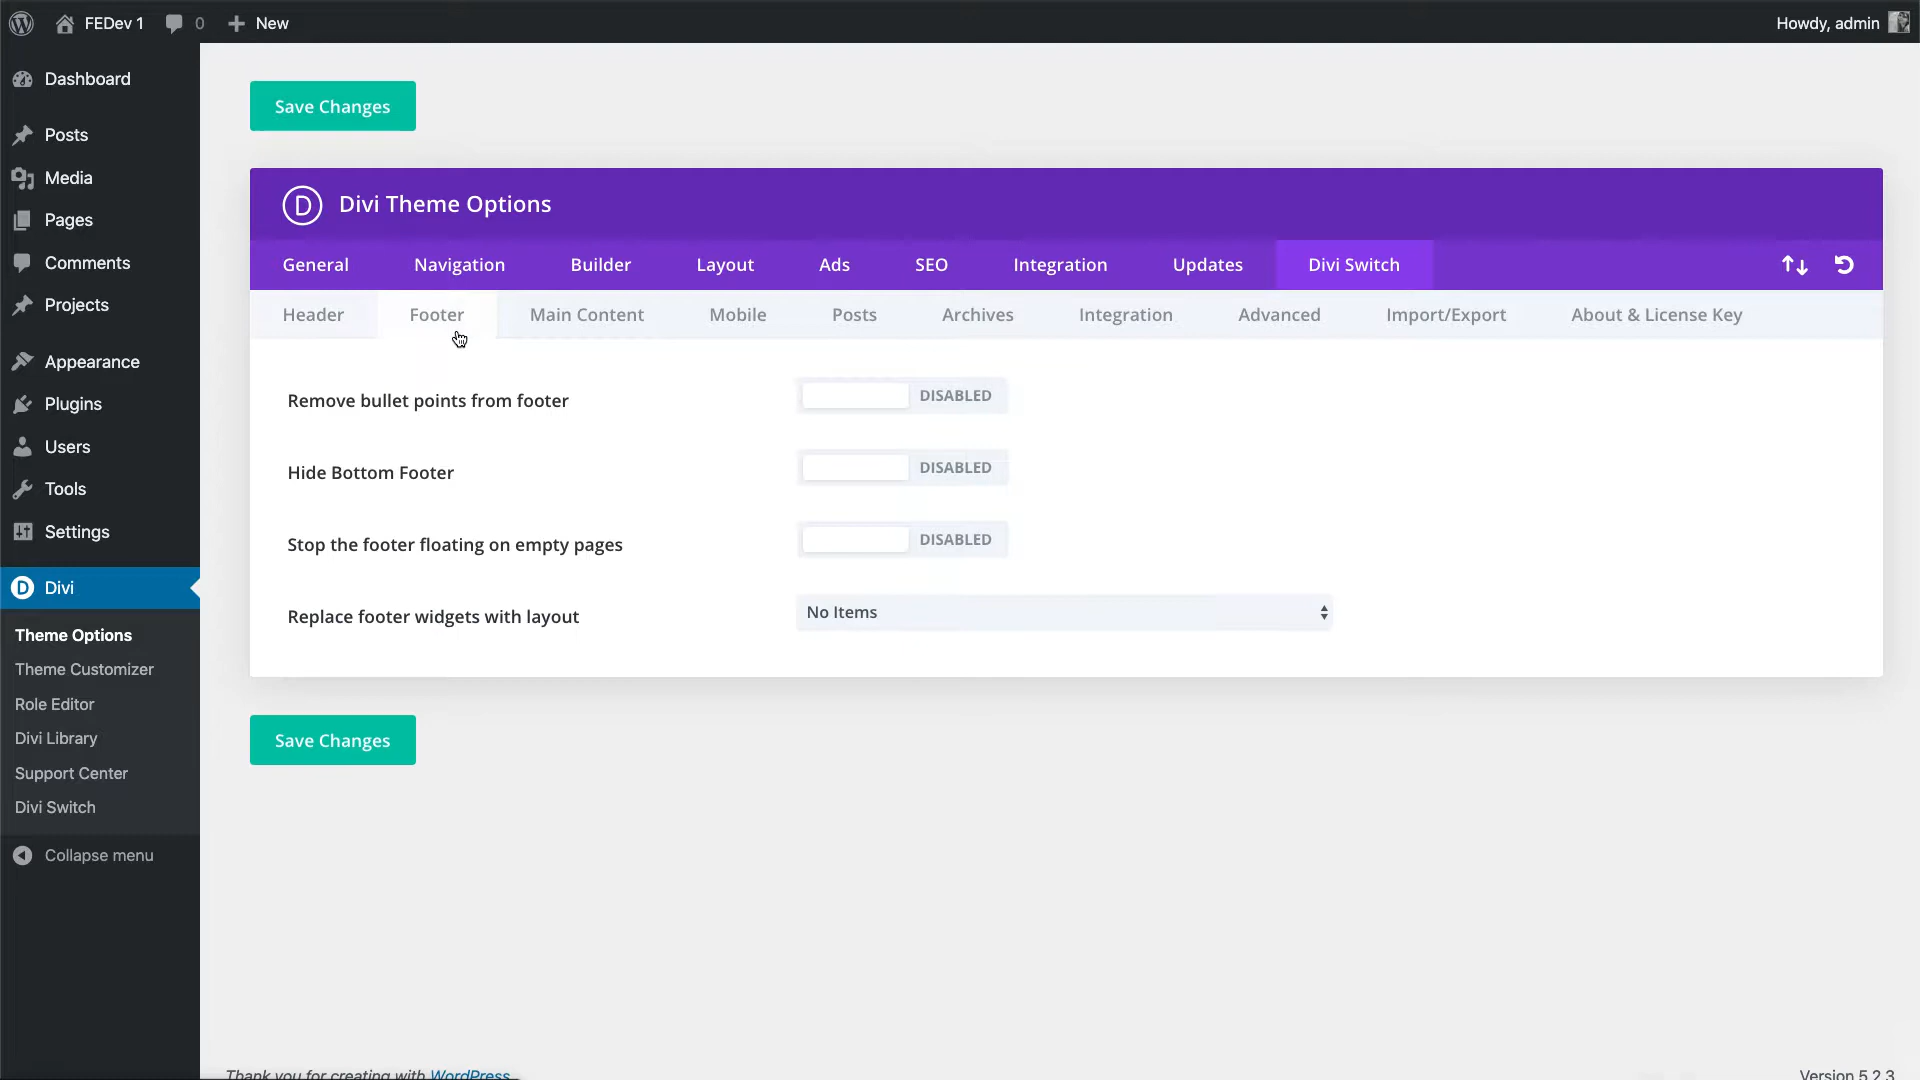 FEDev 1
0
New
Howdy, admin
Dashboard
Posts
Media
Pages
Comments
Projects
Appearance
Plugins
Users
Tools
Settings
Divi
Theme Options
Theme Customizer
Role Editor
Divi Library
Support Center
Divi Switch
Collapse menu
Save Changes
D Divi Theme Options
General Navigation Builder Layout Ads SEO Integration Updates Divi Switch
Header Footer Main Content Mobile Posts Archives Integration Advanced Import/Export About & License Key
Remove bullet points from footer DISABLED
Hide Bottom Footer DISABLED
Stop the footer floating on empty pages DISABLED
Replace footer widgets with layout No Items
Save Changes
Thank you for creating with WordPress
Version 5.2.3